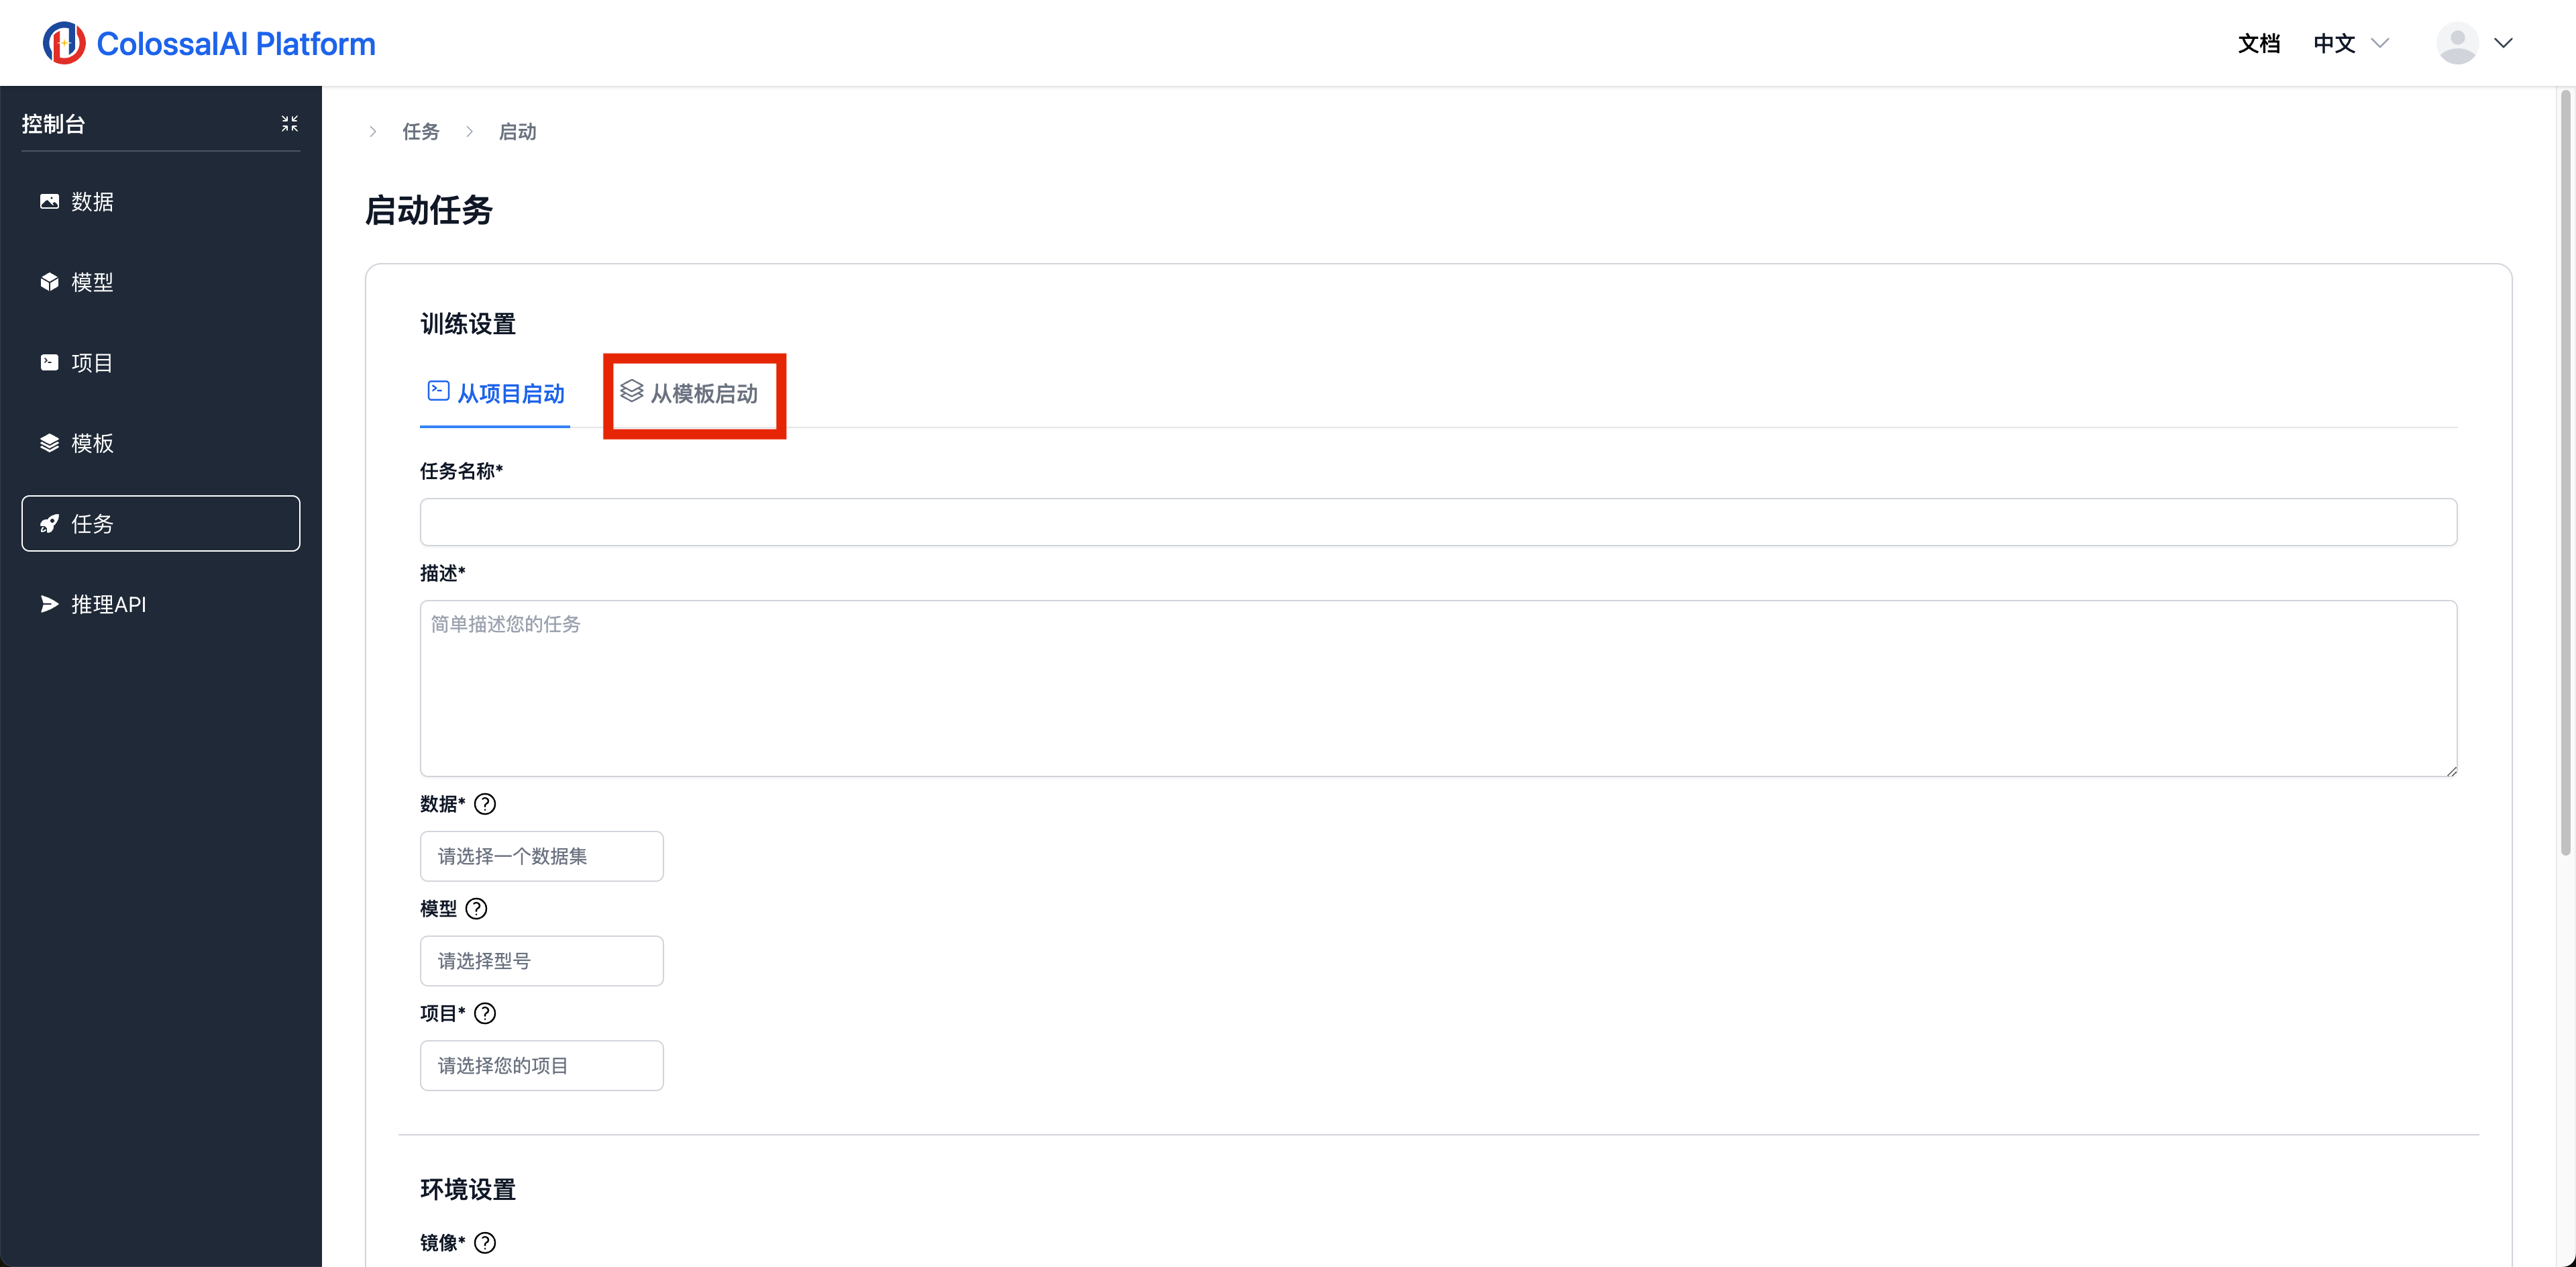 ColossalAI Platform
文档 中文
控制台
数据
模型
项目
模板
任务
推理API
任务 启动
启动任务
训练设置
从项目启动 从模板启动
任务名称*
描述*
简单描述您的任务
数据*
请选择一个数据集
模型
请选择型号
项目*
请选择您的项目
环境设置
镜像*